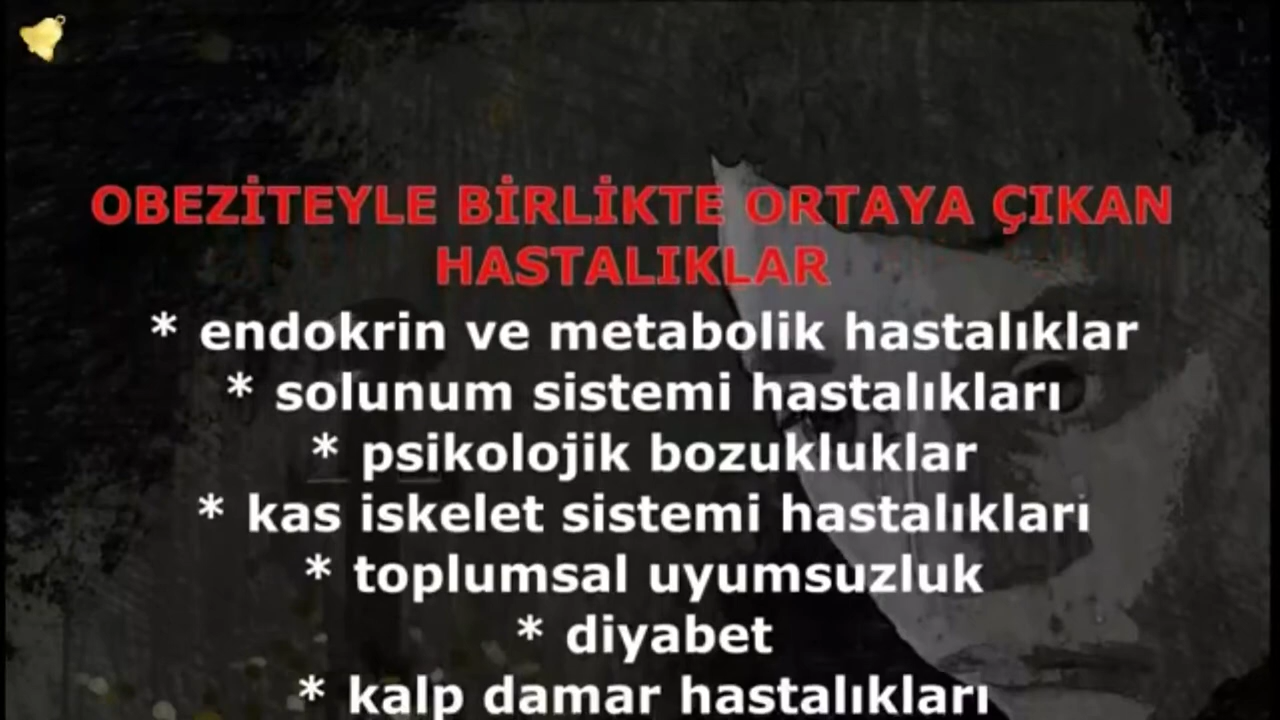 OBEZİTEYLE BİRLİKTE ORTAYA ÇIKAN
HASTALIKLAR
* endokrin ve metabolik hastalıklar
* solunum sistemi hastalıkları
* psikolojik bozukluklar
* kas iskelet sistemi hastalıkları
* toplumsal uyumsuzluk
* diyabet
* kalp damar hastalıkları